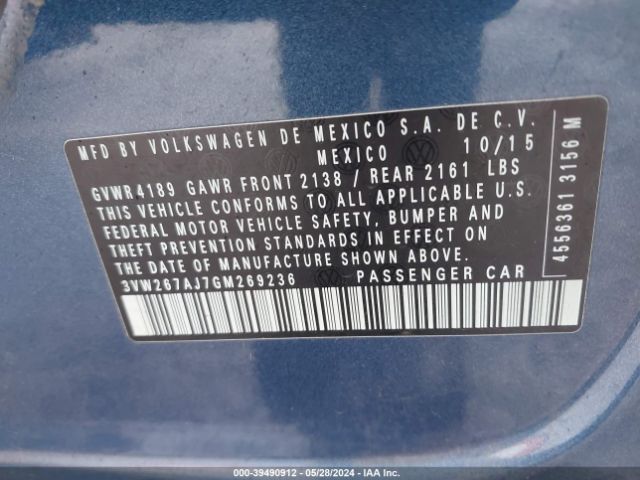 MFD BY VOLKSWAGEN DE MEXICO S.A. DE C.V.
MEXICO 10/15
GVWR4189 GAWR FRONT 2138 / REAR 2161 LBS
THIS VEHICLE CONFORMS TO ALL APPLICABLE U.S.
FEDERAL MOTOR VEHICLE SAFETY, BUMPER AND
THEFT PREVENTION STANDARDS IN EFFECT ON
THE DATE OF MANUFACTURE SHOWN ABOVE.
3VW267AJ7GM269236 PASSENGER CAR
4556361 3156 M
000-39490912 - 05/28/2024 - IAA Inc.